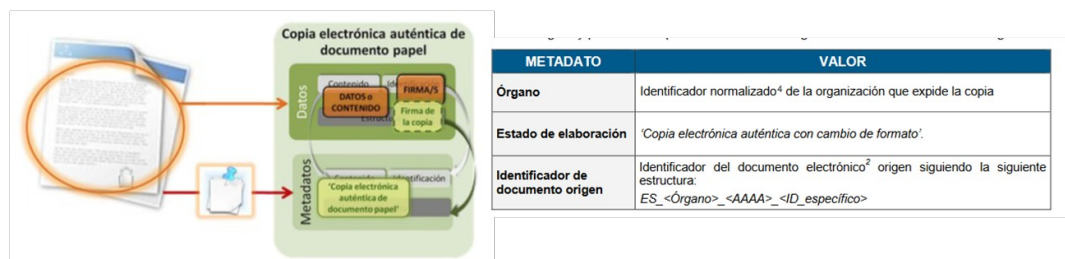 Copia electrónica auténtica de
documento papel
Datos
DATOS o
CONTENIDO
FIRMA/S
Firma de
la copia
Metadatos
"Copia electrónica
auténtica de
documento papel"
METADATO VALOR
Órgano Identificador normalizado4 de la organización que expide la copia
Estado de elaboración ‘Copia electrónica auténtica con cambio de formato’.
Identificador de
documento origen
Identificador del documento electrónico2 origen siguiendo la siguiente
estructura:
ES_<Órgano>_<AAAA>_<ID_específico>